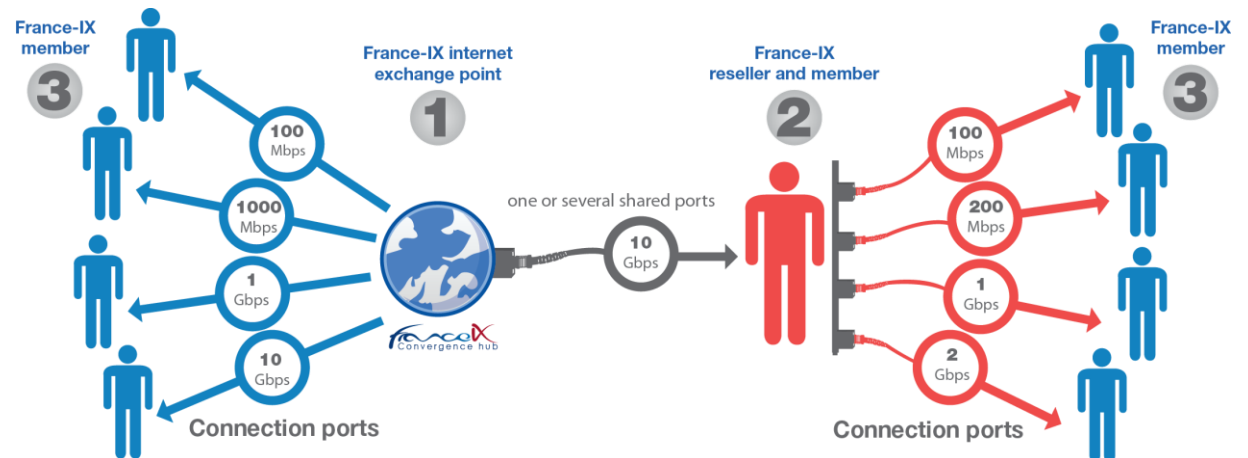 France-IX
member
3
France-IX internet
exchange point
1
France-IX
reseller and member
2
France-IX
member
3
100
Mbps
1000
Mbps
1
Gbps
10
Gbps
Connection ports
franceIX
Convergence hub
one or several shared ports
10
Gbps
100
Mbps
200
Mbps
1
Gbps
2
Gbps
Connection ports